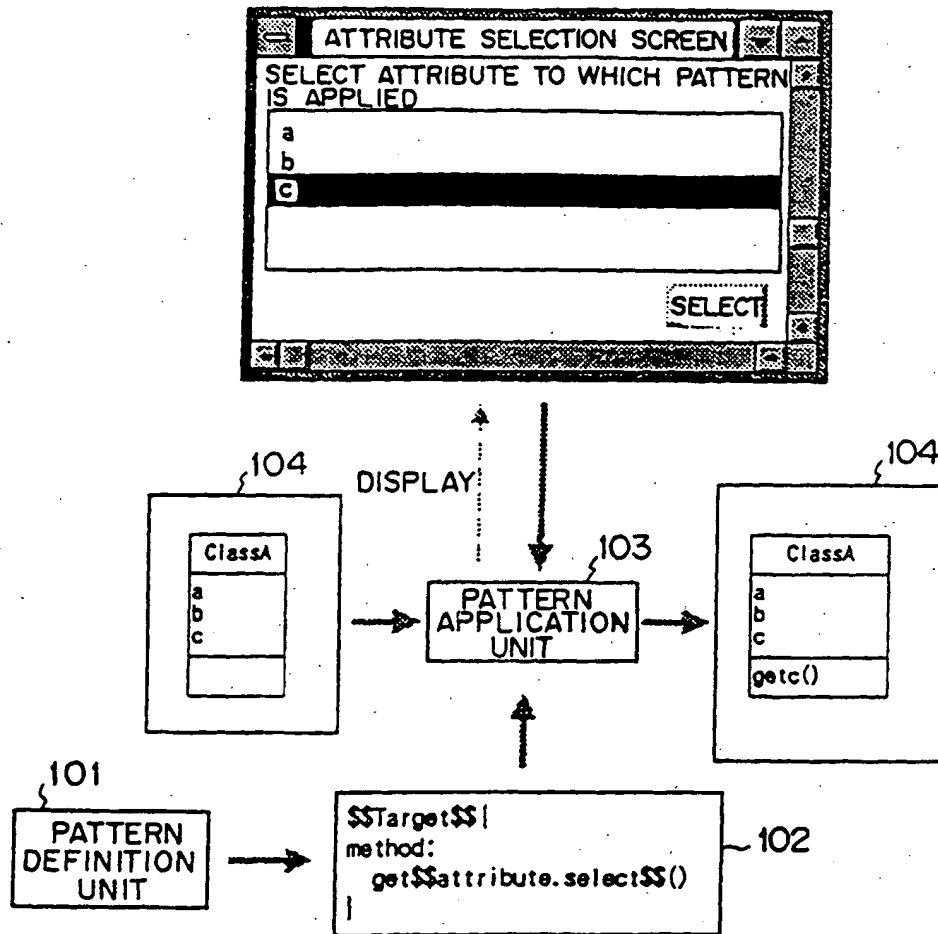 ATTRIBUTE SELECTION SCREEN
SELECT ATTRIBUTE TO WHICH PATTERN
IS APPLIED
a
b
c
SELECT
DISPLAY
104
ClassA
a
b
c
103
PATTERN
APPLICATION
UNIT
104
ClassA
a
b
c
getc()
101
PATTERN
DEFINITION
UNIT
$$Target$${
method:
get$$attribute.select$$()
}
102